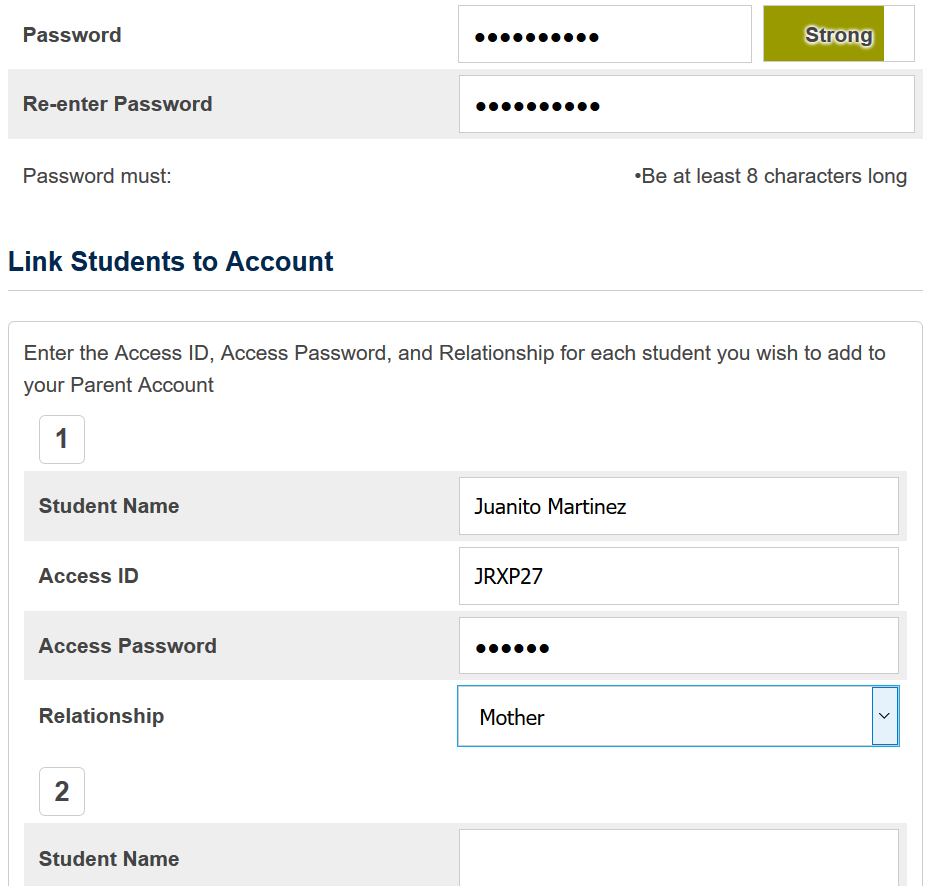 Password ●●●●●●●●●● Strong
Re-enter Password ●●●●●●●●●●
Password must: •Be at least 8 characters long
Link Students to Account
Enter the Access ID, Access Password, and Relationship for each student you wish to add to
your Parent Account
1
Student Name Juanito Martinez
Access ID JRXP27
Access Password ●●●●●●
Relationship Mother
2
Student Name